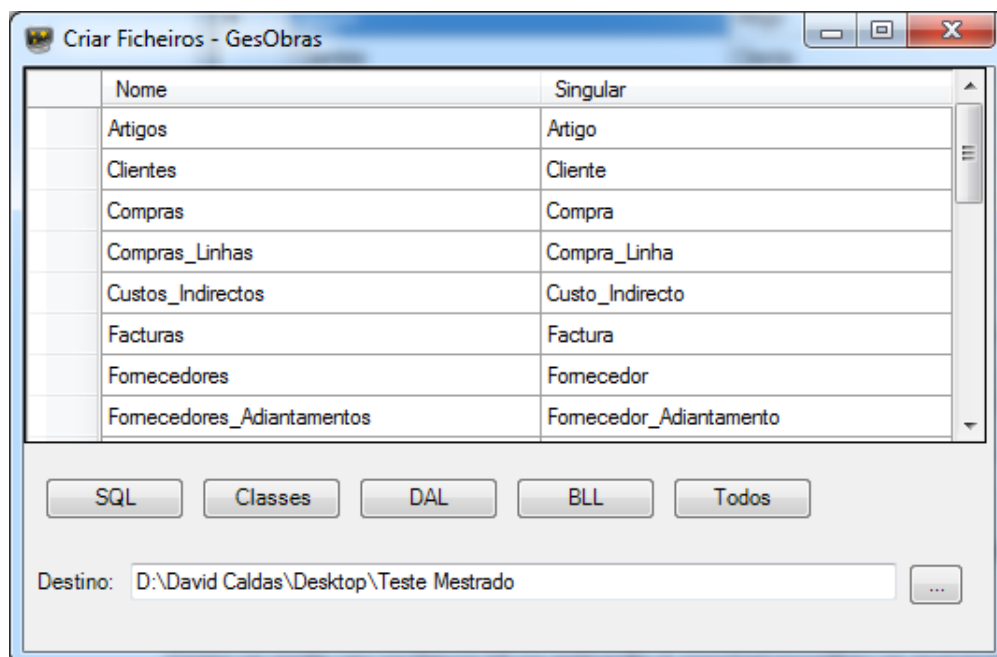 Criar Ficheiros - GesObras
Nome Singular
Artigos Artigo
Clientes Cliente
Compras Compra
Compras_Linhas Compra_Linha
Custos_Indirectos Custo_Indirecto
Facturas Factura
Fornecedores Fornecedor
Fornecedores_Adiantamentos Fornecedor_Adiantamento
SQL Classes DAL BLL Todos
Destino: D:\David Caldas\Desktop\Teste Mestrado ...